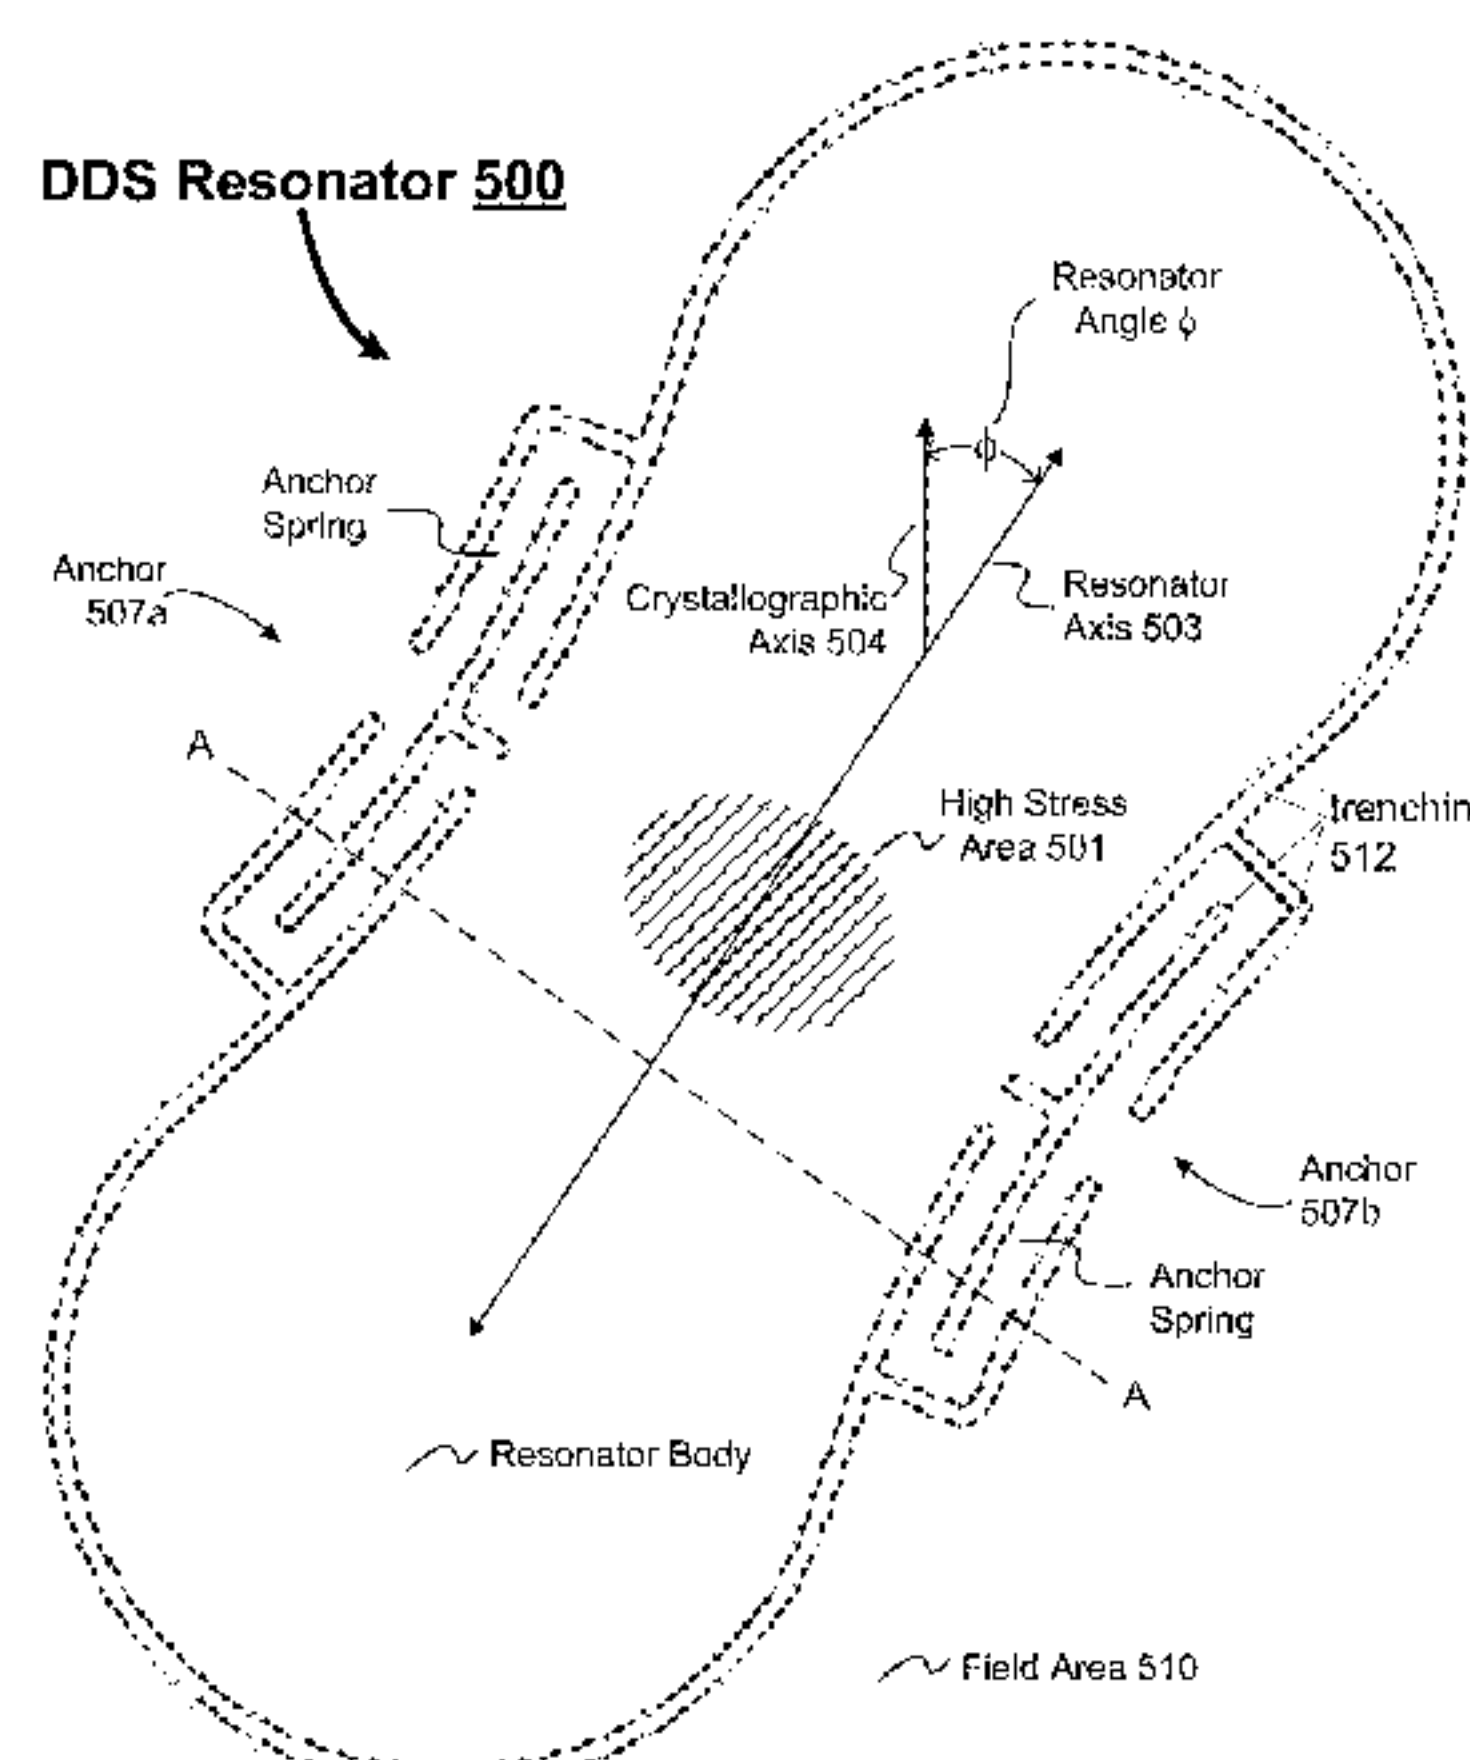 DDS Resonator 500
Resonator
Angle ϕ
ϕ
Anchor
Spring
Anchor
507a
Crystallographic
Axis 504
Resonator
Axis 503
A
High Stress
Area 501
trenchin
512
Anchor
507b
Anchor
Spring
A
Resonator Body
Field Area 510